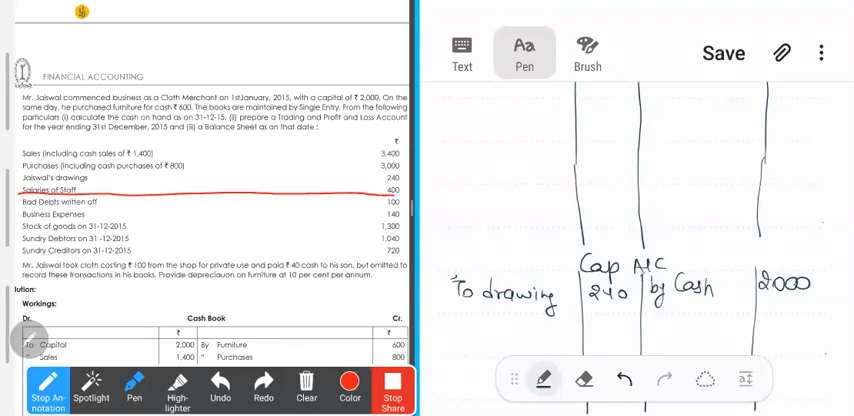 FINANCIAL ACCOUNTING
Mr. Jaiswal commenced business as a Cloth Merchant on 1stJanuary, 2015, with a capital of ₹ 2,000. On the
same day, he purchased furniture for cash ₹ 600. The books are maintained by Single Entry. From the following
particulars (i) calculate the cash on hand as on 31-12-15. (ii) prepare a Trading and Profit and Loss Account
for the year ending 31st December, 2015 and (iii) a Balance Sheet as on that date :
₹
Sales (including cash sales of ₹ 1,400) 3,400
Purchases (including cash purchases of ₹ 800) 3,000
Jaiswal's drawings 240
Salaries of Staff 400
Bad Debts written off 100
Business Expenses 140
Stock of goods on 31-12-2015 1,300
Sundry Debtors on 31 -12-2015 1,040
Sundry Creditors on 31-12-2015 720
Mr. Jaiswal took cloth costing ₹ 100 from the shop for private use and paid ₹ 40 cash to his son, but omitted to
record these transactions in his books. Provide depreciauon on furniture at 10 per cent per annum.
lution:
Workings:
Dr. Cash Book Cr.
₹ ₹
To Capital 2,000 By Furniture 600
" Sales 1,400 " Purchases 800
Stop An-
notation
Spotlight
Pen
High-
lighter
Undo
Redo
Clear
Color
Stop
Share
Text
Aa
Pen
Brush
Save
Cap A/C
To drawing 240 by Cash 2000